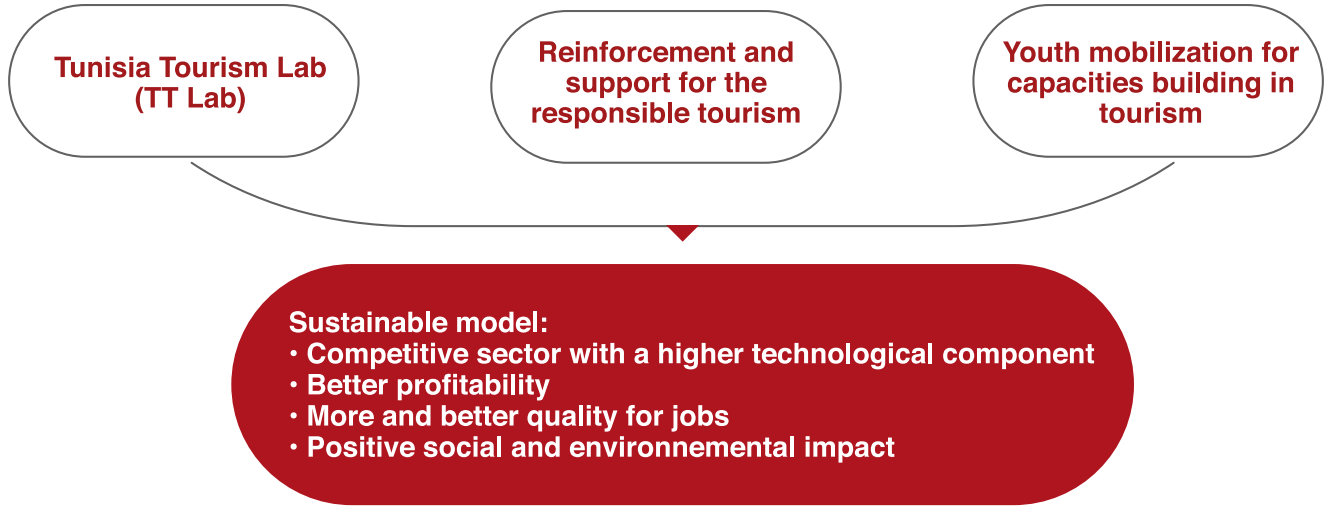 Tunisia Tourism Lab
(TT Lab)
Reinforcement and
support for the
responsible tourism
Youth mobilization for
capacities building in
tourism
Sustainable model:
• Competitive sector with a higher technological component
• Better profitability
• More and better quality for jobs
• Positive social and environnemental impact